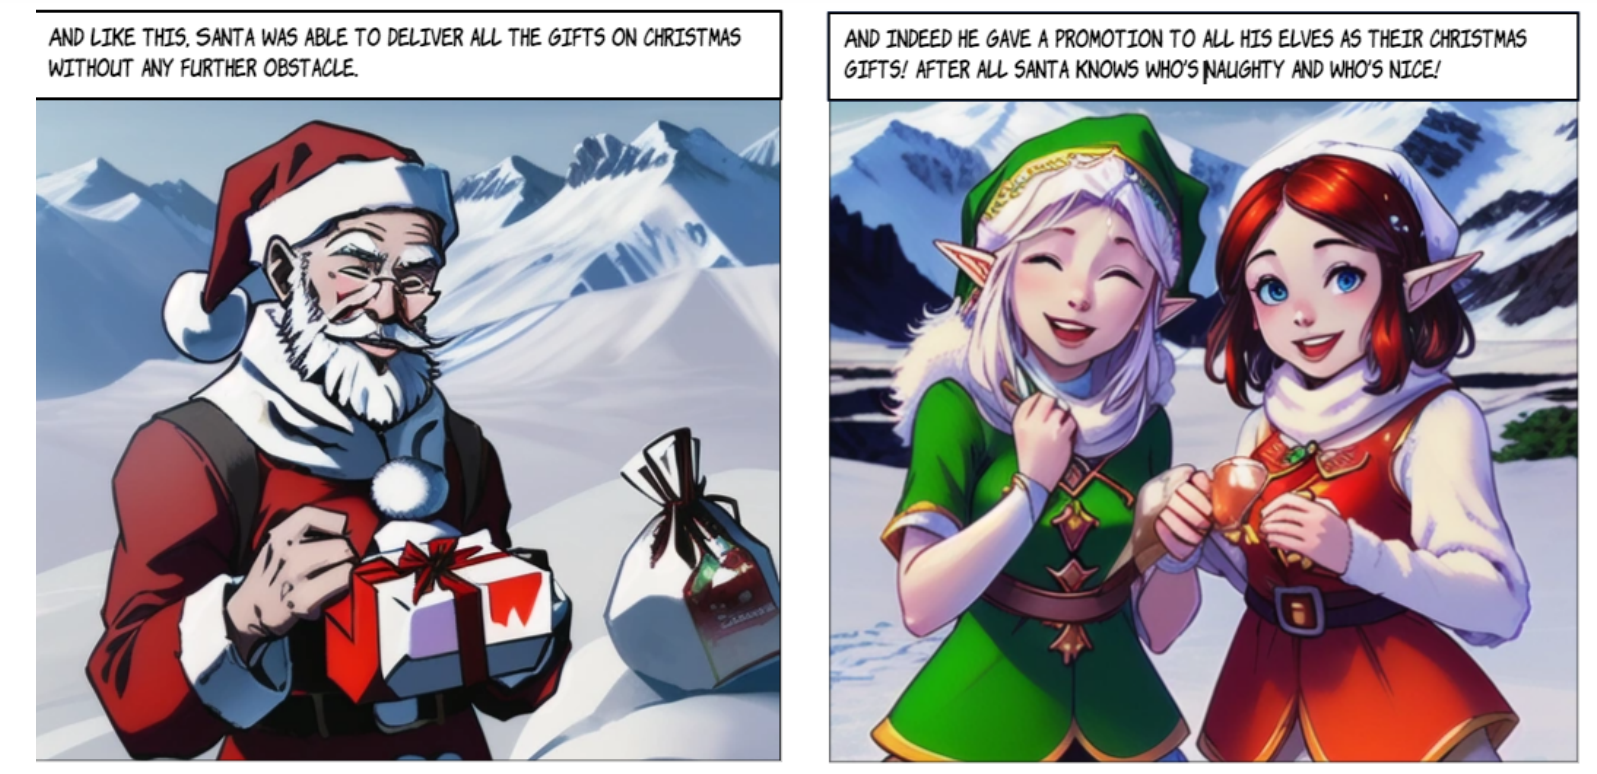 AND LIKE THIS, SANTA WAS ABLE TO DELIVER ALL THE GIFTS ON CHRISTMAS
WITHOUT ANY FURTHER OBSTACLE.
AND INDEED HE GAVE A PROMOTION TO ALL HIS ELVES AS THEIR CHRISTMAS
GIFTS! AFTER ALL SANTA KNOWS WHO'S NAUGHTY AND WHO'S NICE!